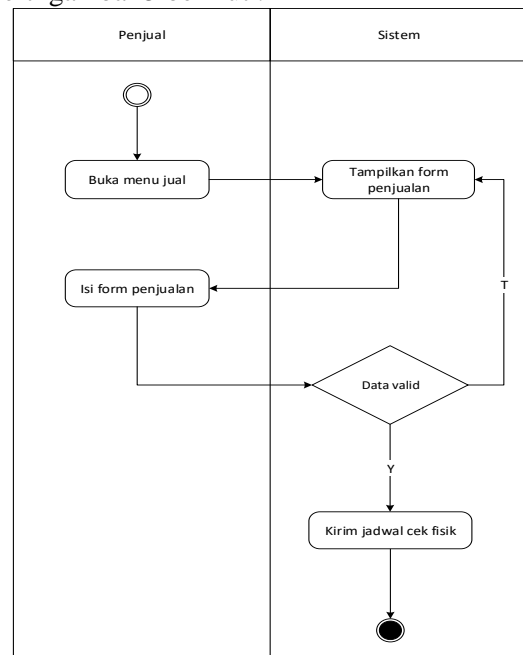 Penjual
Sistem
Buka menu jual
Tampilkan form
penjualan
Isi form penjualan
T
Data valid
Y
Kirim jadwal cek fisik